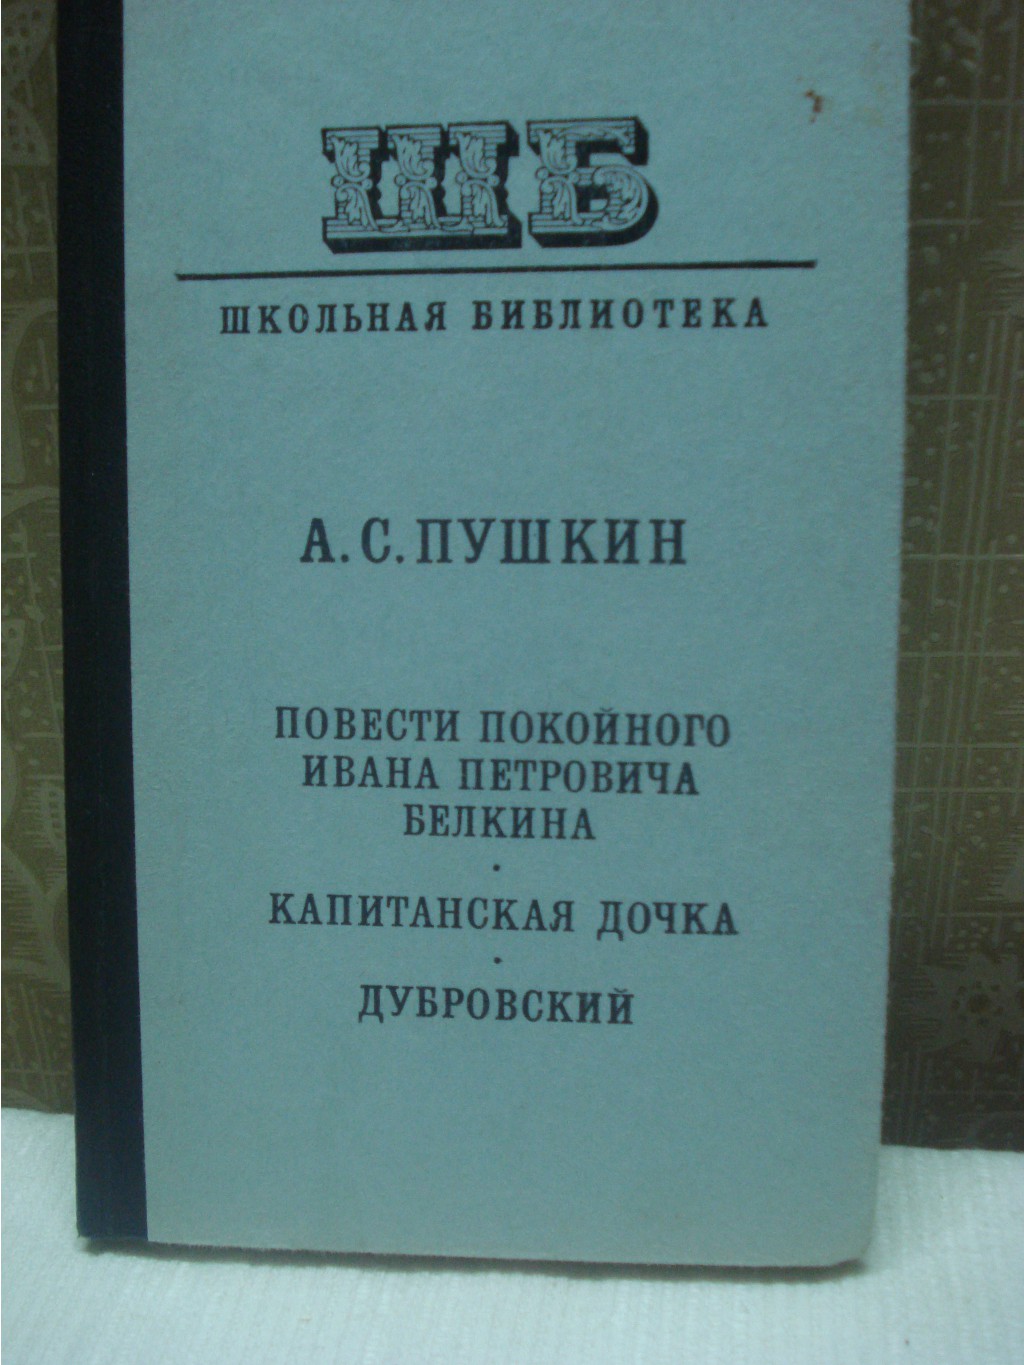 ШБ
ШКОЛЬНАЯ БИБЛИОТЕКА
А. С. ПУШКИН
ПОВЕСТИ ПОКОЙНОГО
ИВАНА ПЕТРОВИЧА
БЕЛКИНА
•
КАПИТАНСКАЯ ДОЧКА
•
ДУБРОВСКИЙ